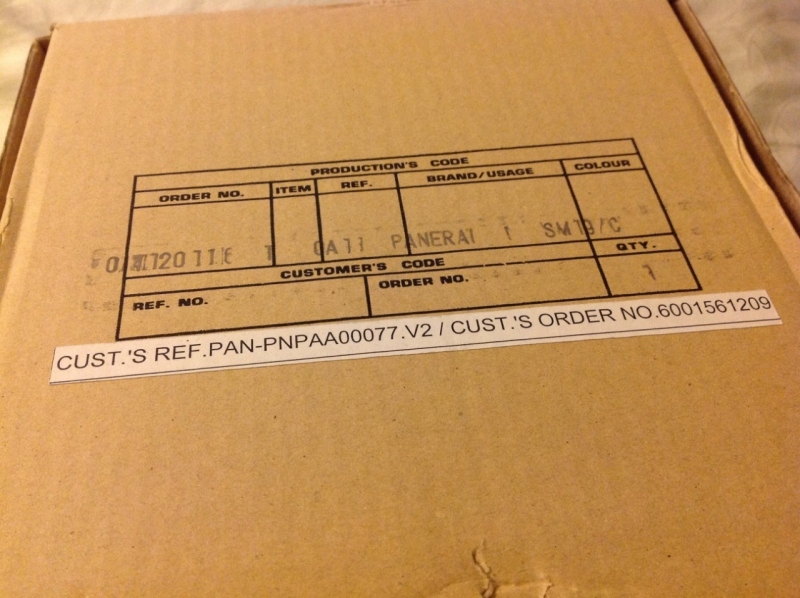 PRODUCTION'S CODE
ORDER NO. ITEM REF. BRAND/USAGE COLOUR
PANERAI
CUSTOMER'S CODE QTY.
REF. NO. ORDER NO. 1
CUST.'S REF.PAN-PNPAA00077.V2 / CUST.'S ORDER NO.6001561209